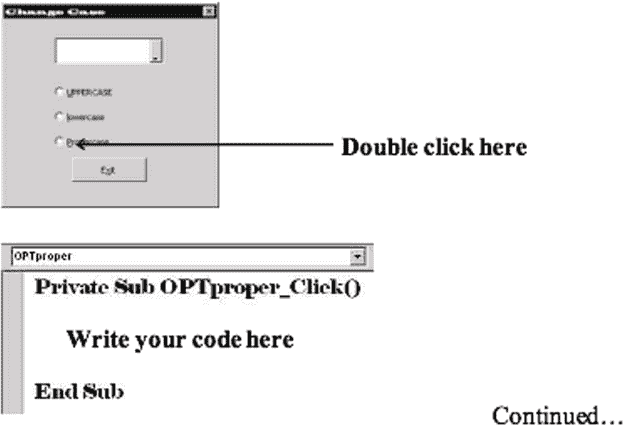 Change Case
UPPERCASE
lowercase
Double click here
Exit
OPTproper
Private Sub OPTproper_Click()
Write your code here
End Sub
Continued…